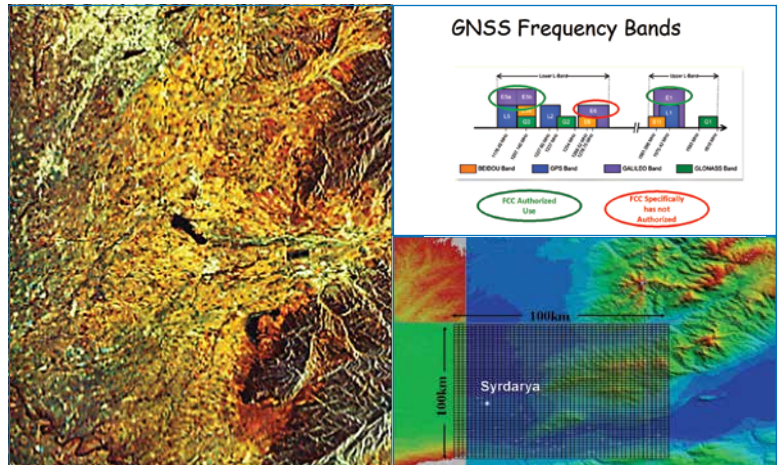 GNSS Frequency Bands
Lower L-Band
Upper L-Band
E5a
E5b
E6
E1
L5
L2
L1
G3
G2
G1
BEIDOU Band
GPS Band
GALILEO Band
GLONASS Band
FCC Authorized
Use
FCC Specifically
has not
Authorized
100km
100km
Syrdarya